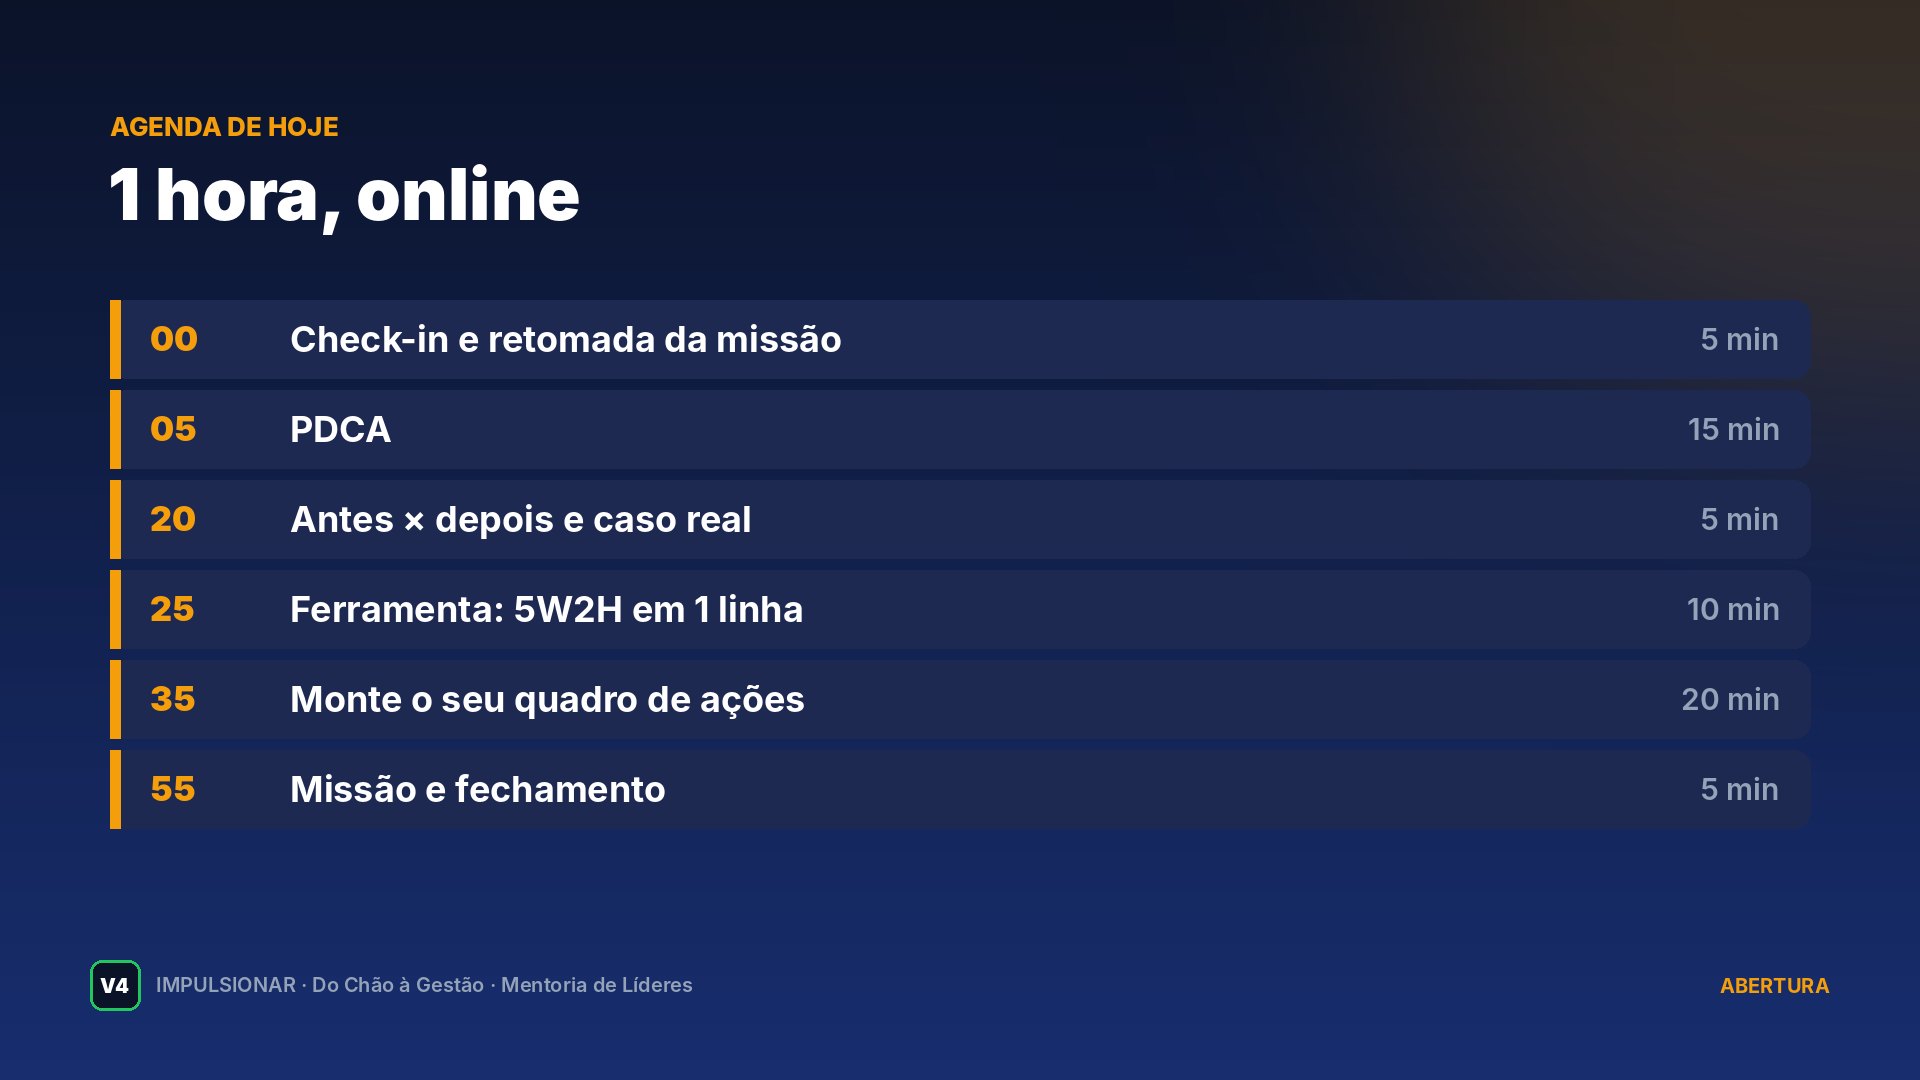 AGENDA DE HOJE
1 hora, online
00 Check-in e retomada da missão 5 min
05 PDCA 15 min
20 Antes × depois e caso real 5 min
25 Ferramenta: 5W2H em 1 linha 10 min
35 Monte o seu quadro de ações 20 min
55 Missão e fechamento 5 min
V4 IMPULSIONAR · Do Chão à Gestão · Mentoria de Líderes ABERTURA